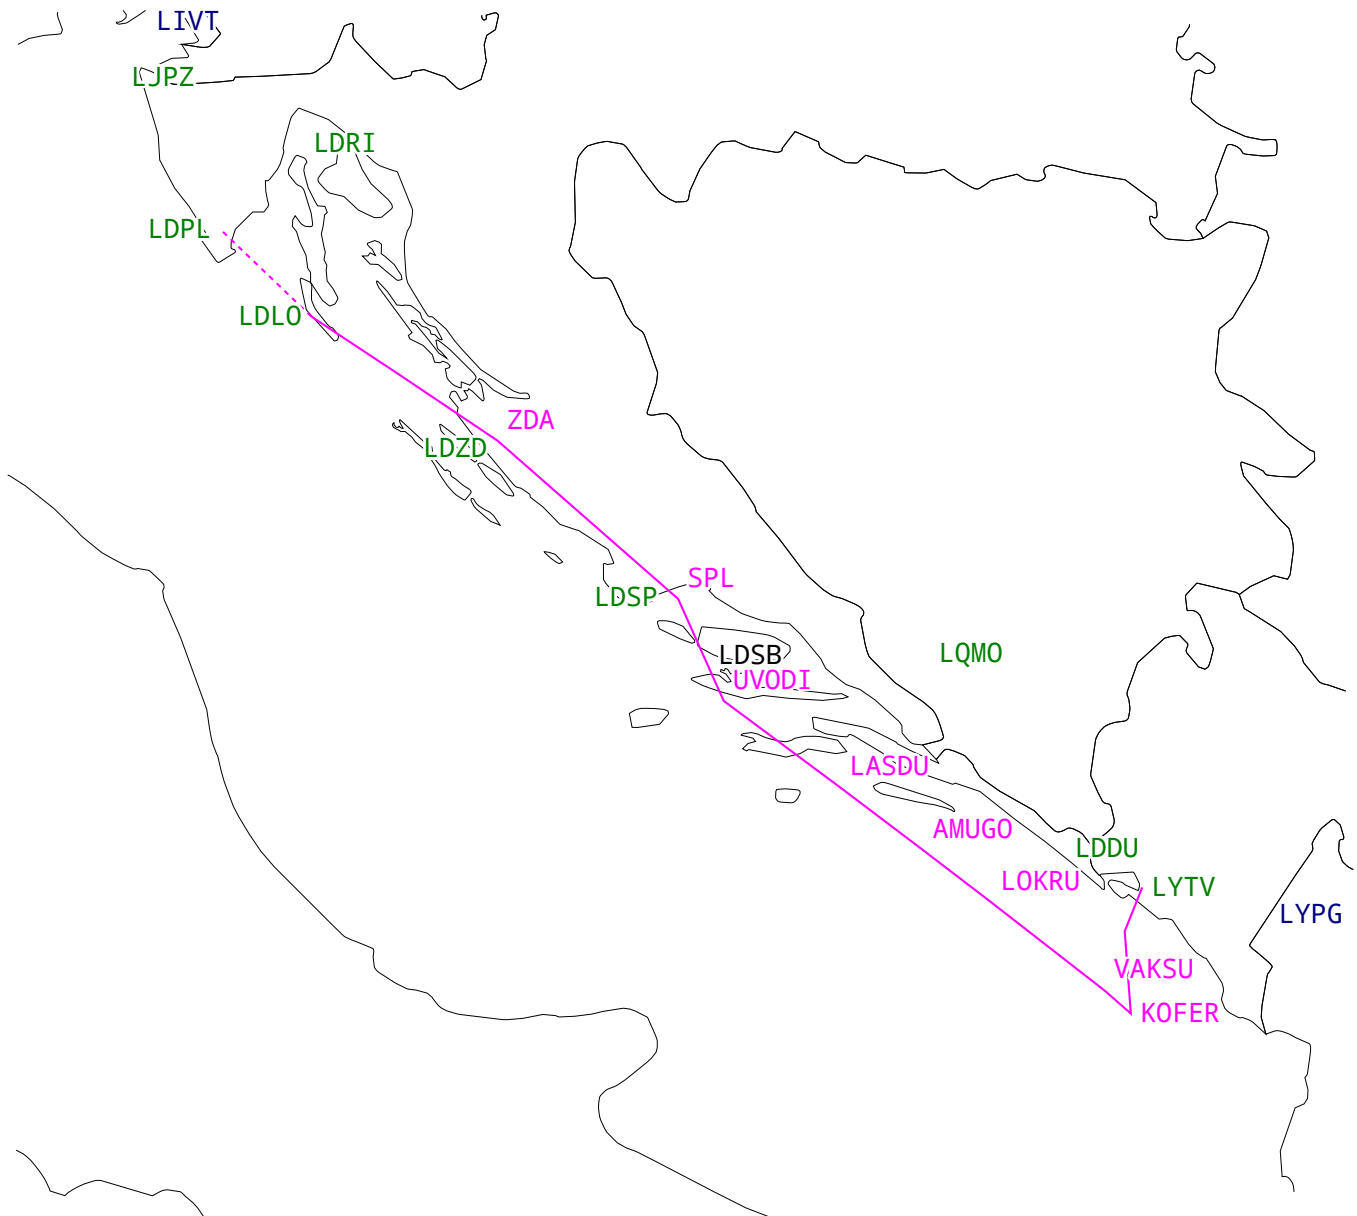 LIVT
LJPZ
LDRI
LDPL
LDLO
ZDA
LDZD
SPL
LDSP
LDSB
LQMO
UVODI
LASDU
AMUGO
LDDU
LOKRU
LYTV
LYPG
VAKSU
KOFER